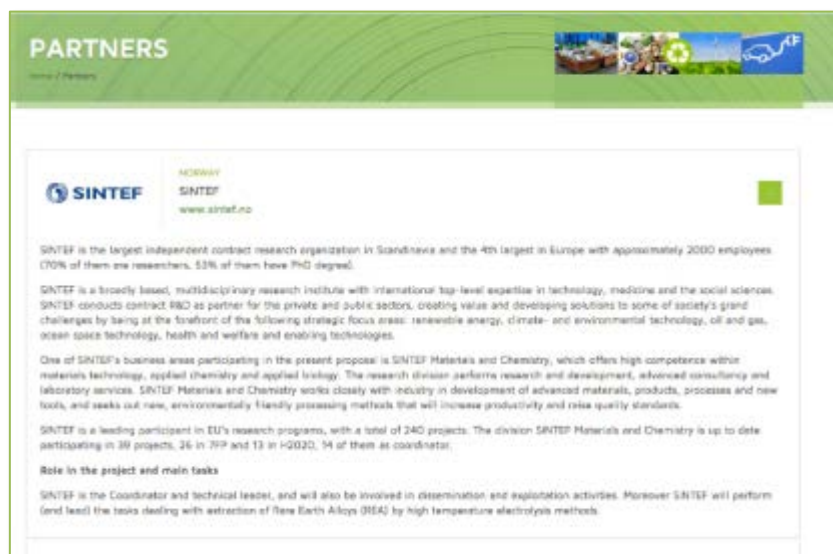 PARTNERS
Home / Partners
SINTEF
NORWAY
SINTEF
www.sintef.no
SINTEF is the largest independent contract research organization in Scandinavia and the 4th largest in Europe with approximately 2000 employees
(70% of them are researchers, 53% of them have PhD degree).
SINTEF is a broadly based, multidisciplinary research institute with international top-level expertise in technology, medicine and the social sciences.
SINTEF conducts contract R&D as partner for the private and public sectors, creating value and developing solutions to some of society's grand
challenges by being at the forefront of the following strategic focus areas: renewable energy, climate- and environmental technology, oil and gas,
ocean space technology, health and welfare and enabling technologies.
One of SINTEF's business areas participating in the present proposal is SINTEF Materials and Chemistry, which offers high competence within
materials technology, applied chemistry and applied biology. The research division performs research and development, advanced consultancy and
laboratory services. SINTEF Materials and Chemistry works closely with industry in development of advanced materials, products, processes and new
tools, and seeks out new, environmentally friendly processing methods that will increase productivity and raise quality standards.
SINTEF is a leading participant in EU's research programs, with a total of 240 projects. The division SINTEF Materials and Chemistry is up to date
participating in 39 projects, 26 in 7FP and 13 in H2020, 14 of them as coordinator.
Role in the project and main tasks
SINTEF is the Coordinator and technical leader, and will also be involved in dissemination and exploitation activities. Moreover SINTEF will perform
(and lead) the tasks dealing with extraction of Rare Earth Alloys (REA) by high temperature electrolysis methods.